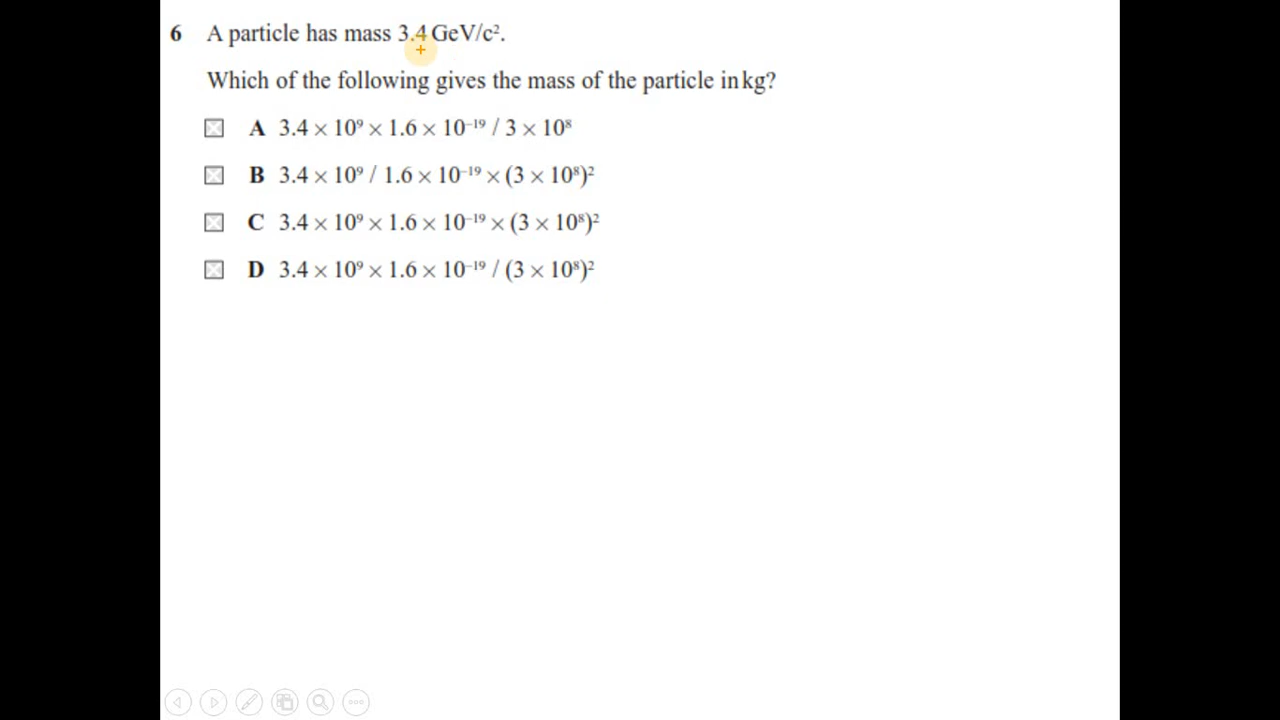 6 A particle has mass 3.4 GeV/c².
Which of the following gives the mass of the particle in kg?
A 3.4 × 10⁹ × 1.6 × 10⁻¹⁹ / 3 × 10⁸
B 3.4 × 10⁹ / 1.6 × 10⁻¹⁹ × (3 × 10⁸)²
C 3.4 × 10⁹ × 1.6 × 10⁻¹⁹ × (3 × 10⁸)²
D 3.4 × 10⁹ × 1.6 × 10⁻¹⁹ / (3 × 10⁸)²